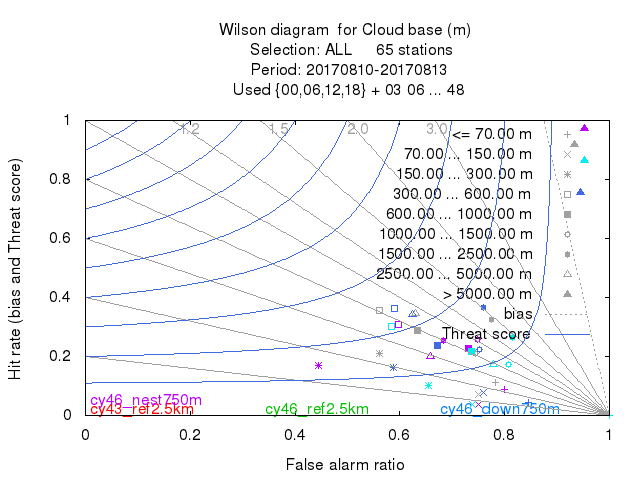 Wilson diagram  for Cloud base (m)
Selection: ALL     65 stations
Period: 20170810-20170813
Used {00,06,12,18} + 03 06 ... 48
1.2 1.5 2.0 3.0
<= 70.00 m
70.00 ... 150.00 m
150.00 ... 300.00 m
300.00 ... 600.00 m
600.00 ... 1000.00 m
1000.00 ... 1500.00 m
1500.00 ... 2500.00 m
2500.00 ... 5000.00 m
> 5000.00 m
bias
Threat score
1
0.8
0.6
0.4
0.2
0
Hit rate (bias and Threat score)
cy46_nest750m
cy43_ref2.5km cy46_ref2.5km cy46_down750m
0 0.2 0.4 0.6 0.8 1
False alarm ratio